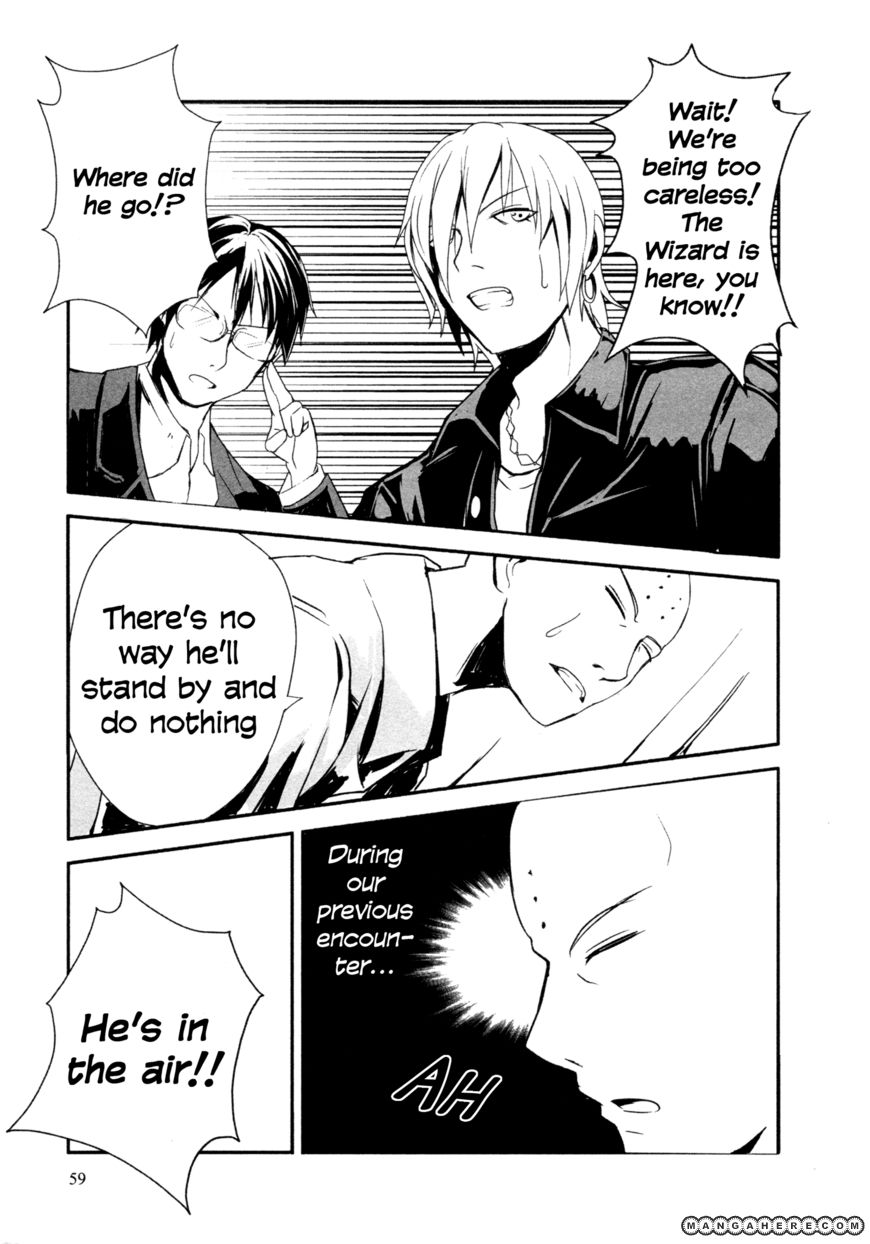 Wait!
We're
being too
careless!
The
Wizard is
here, you
know!!
Where did
he go!?
There's no
way he'll
stand by and
do nothing
During
our
previous
encoun-
ter...
AH
He's in
the air!!
59
MANGAHERE.COM